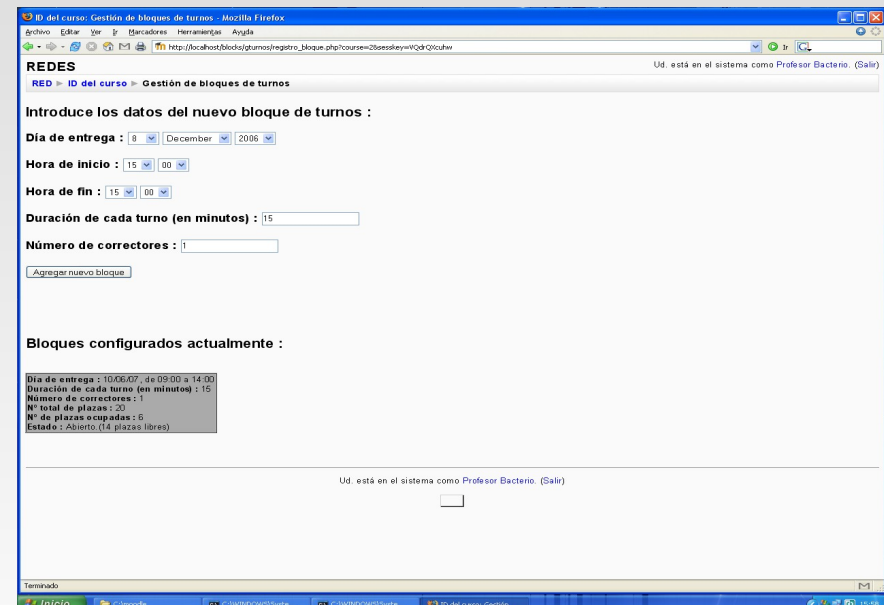 ID del curso: Gestión de bloques de turnos - Mozilla Firefox
Archivo Editar Ver Ir Marcadores Herramientas Ayuda
http://localhost/blocks/gturnos/registro_bloque.php?course=2&sesskey=VQdrQXcuhw Ir
REDES Ud. está en el sistema como Profesor Bacterio. (Salir)
RED ► ID del curso ► Gestión de bloques de turnos
Introduce los datos del nuevo bloque de turnos :
Día de entrega : 8 December 2006
Hora de inicio : 15 00
Hora de fin : 15 00
Duración de cada turno (en minutos) : 15
Número de correctores : 1
Agregar nuevo bloque
Bloques configurados actualmente :
Día de entrega : 10/06/07, de 09:00 a 14:00
Duración de cada turno (en minutos) : 15
Número de correctores : 1
Nº total de plazas : 20
Nº de plazas ocupadas : 6
Estado : Abierto.(14 plazas libres)
Ud. está en el sistema como Profesor Bacterio. (Salir)
Terminado
Inicio C:\moodle C:\WINDOWS\Syste... C:\WINDOWS\Syste... ID del curso: Gestión... 15:58